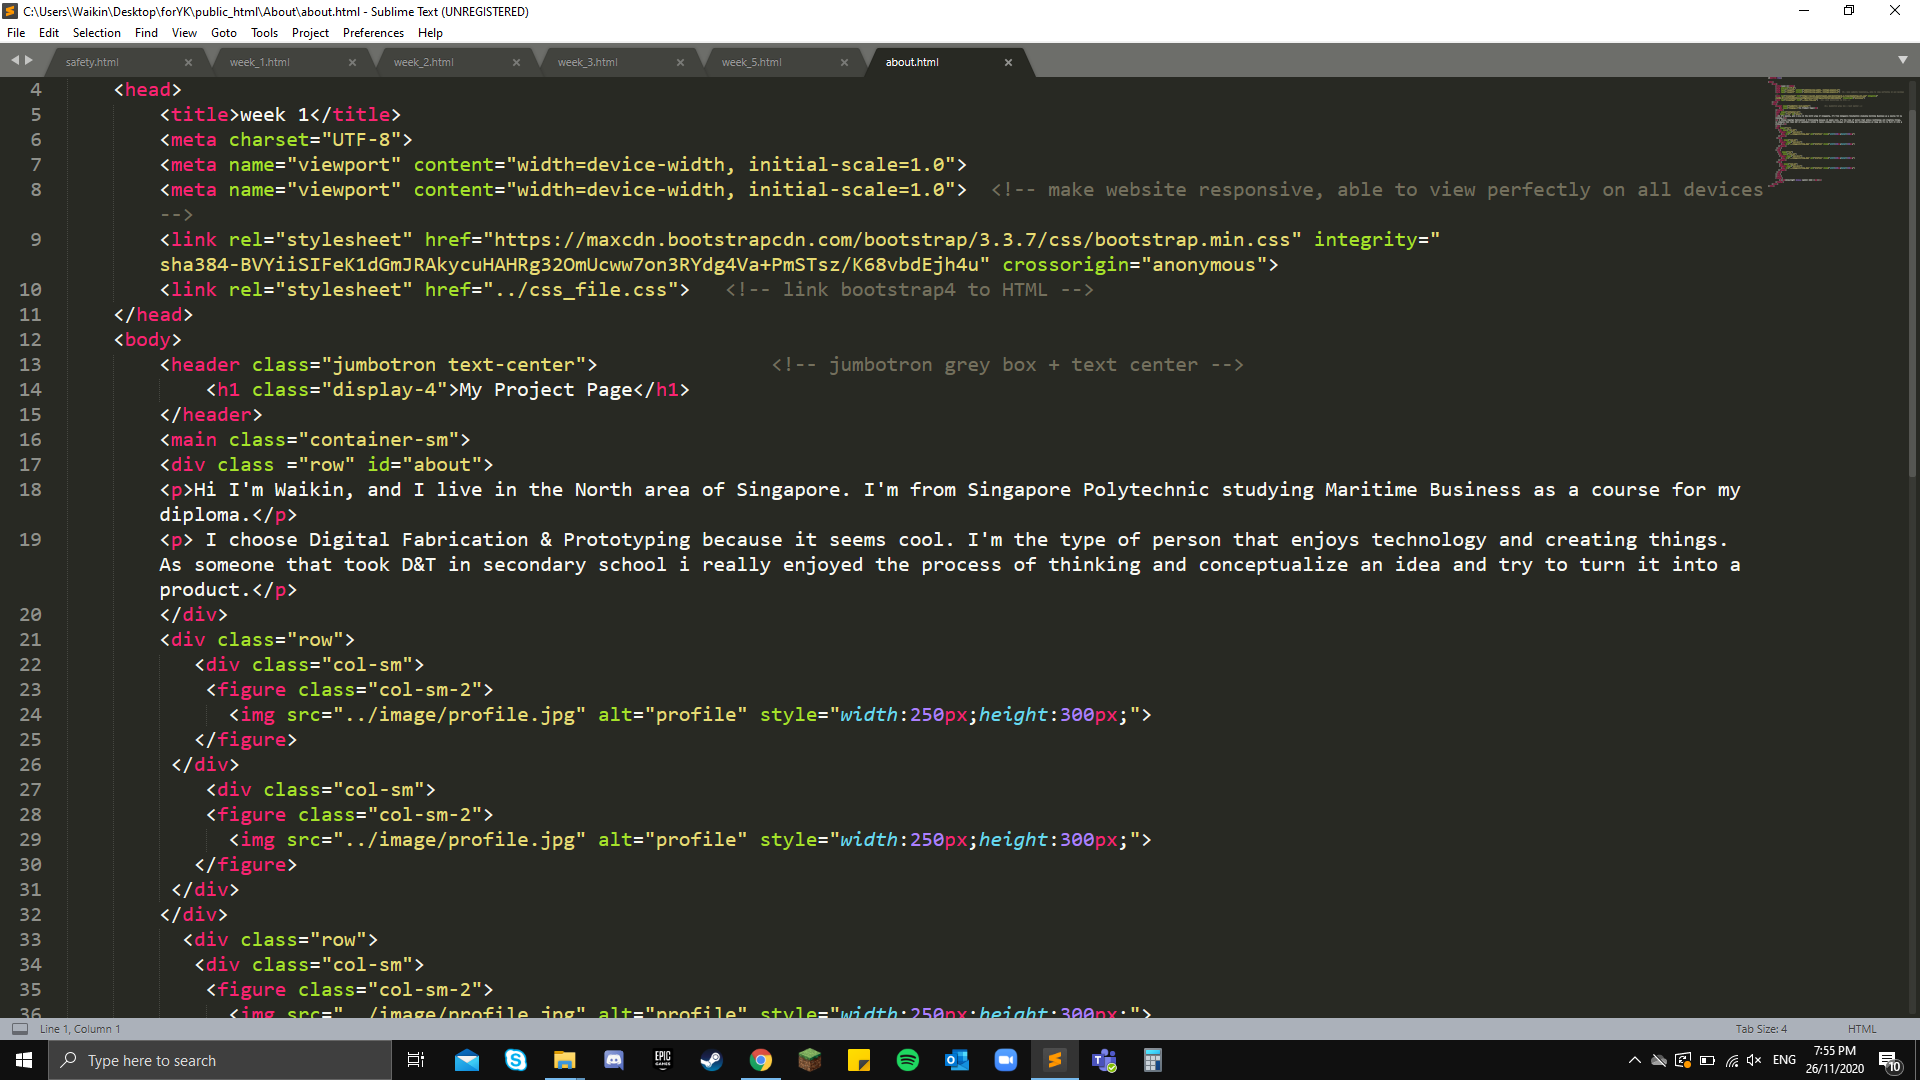 C:\Users\Waikin\Desktop\forYK\public_html\About\about.html - Sublime Text (UNREGISTERED)
File Edit Selection Find View Goto Tools Project Preferences Help
safety.html × week_1.html × week_2.html × week_3.html × week_5.html × about.html ×
4 <head>
5 <title>week 1</title>
6 <meta charset="UTF-8">
7 <meta name="viewport" content="width=device-width, initial-scale=1.0">
8 <meta name="viewport" content="width=device-width, initial-scale=1.0"> <!-- make website responsive, able to view perfectly on all devices
-->
9 <link rel="stylesheet" href="https://maxcdn.bootstrapcdn.com/bootstrap/3.3.7/css/bootstrap.min.css" integrity="
sha384-BVYiiSIFeK1dGmJRAkycuHAHRg32OmUcww7on3RYdg4Va+PmSTsz/K68vbdEjh4u" crossorigin="anonymous">
10 <link rel="stylesheet" href="../css_file.css"> <!-- link bootstrap4 to HTML -->
11 </head>
12 <body>
13 <header class="jumbotron text-center"> <!-- jumbotron grey box + text center -->
14 <h1 class="display-4">My Project Page</h1>
15 </header>
16 <main class="container-sm">
17 <div class ="row" id="about">
18 <p>Hi I'm Waikin, and I live in the North area of Singapore. I'm from Singapore Polytechnic studying Maritime Business as a course for my
diploma.</p>
19 <p> I choose Digital Fabrication & Prototyping because it seems cool. I'm the type of person that enjoys technology and creating things.
As someone that took D&T in secondary school i really enjoyed the process of thinking and conceptualize an idea and try to turn it into a
product.</p>
20 </div>
21 <div class="row">
22 <div class="col-sm">
23 <figure class="col-sm-2">
24 <img src="../image/profile.jpg" alt="profile" style="width:250px;height:300px;">
25 </figure>
26 </div>
27 <div class="col-sm">
28 <figure class="col-sm-2">
29 <img src="../image/profile.jpg" alt="profile" style="width:250px;height:300px;">
30 </figure>
31 </div>
32 </div>
33 <div class="row">
34 <div class="col-sm">
35 <figure class="col-sm-2">
36 <img src="../image/profile.jpg" alt="profile" style="width:250px;height:300px;">
Line 1, Column 1 Tab Size: 4 HTML
Type here to search EPIC GAMES ENG 7:55 PM
26/11/2020 10